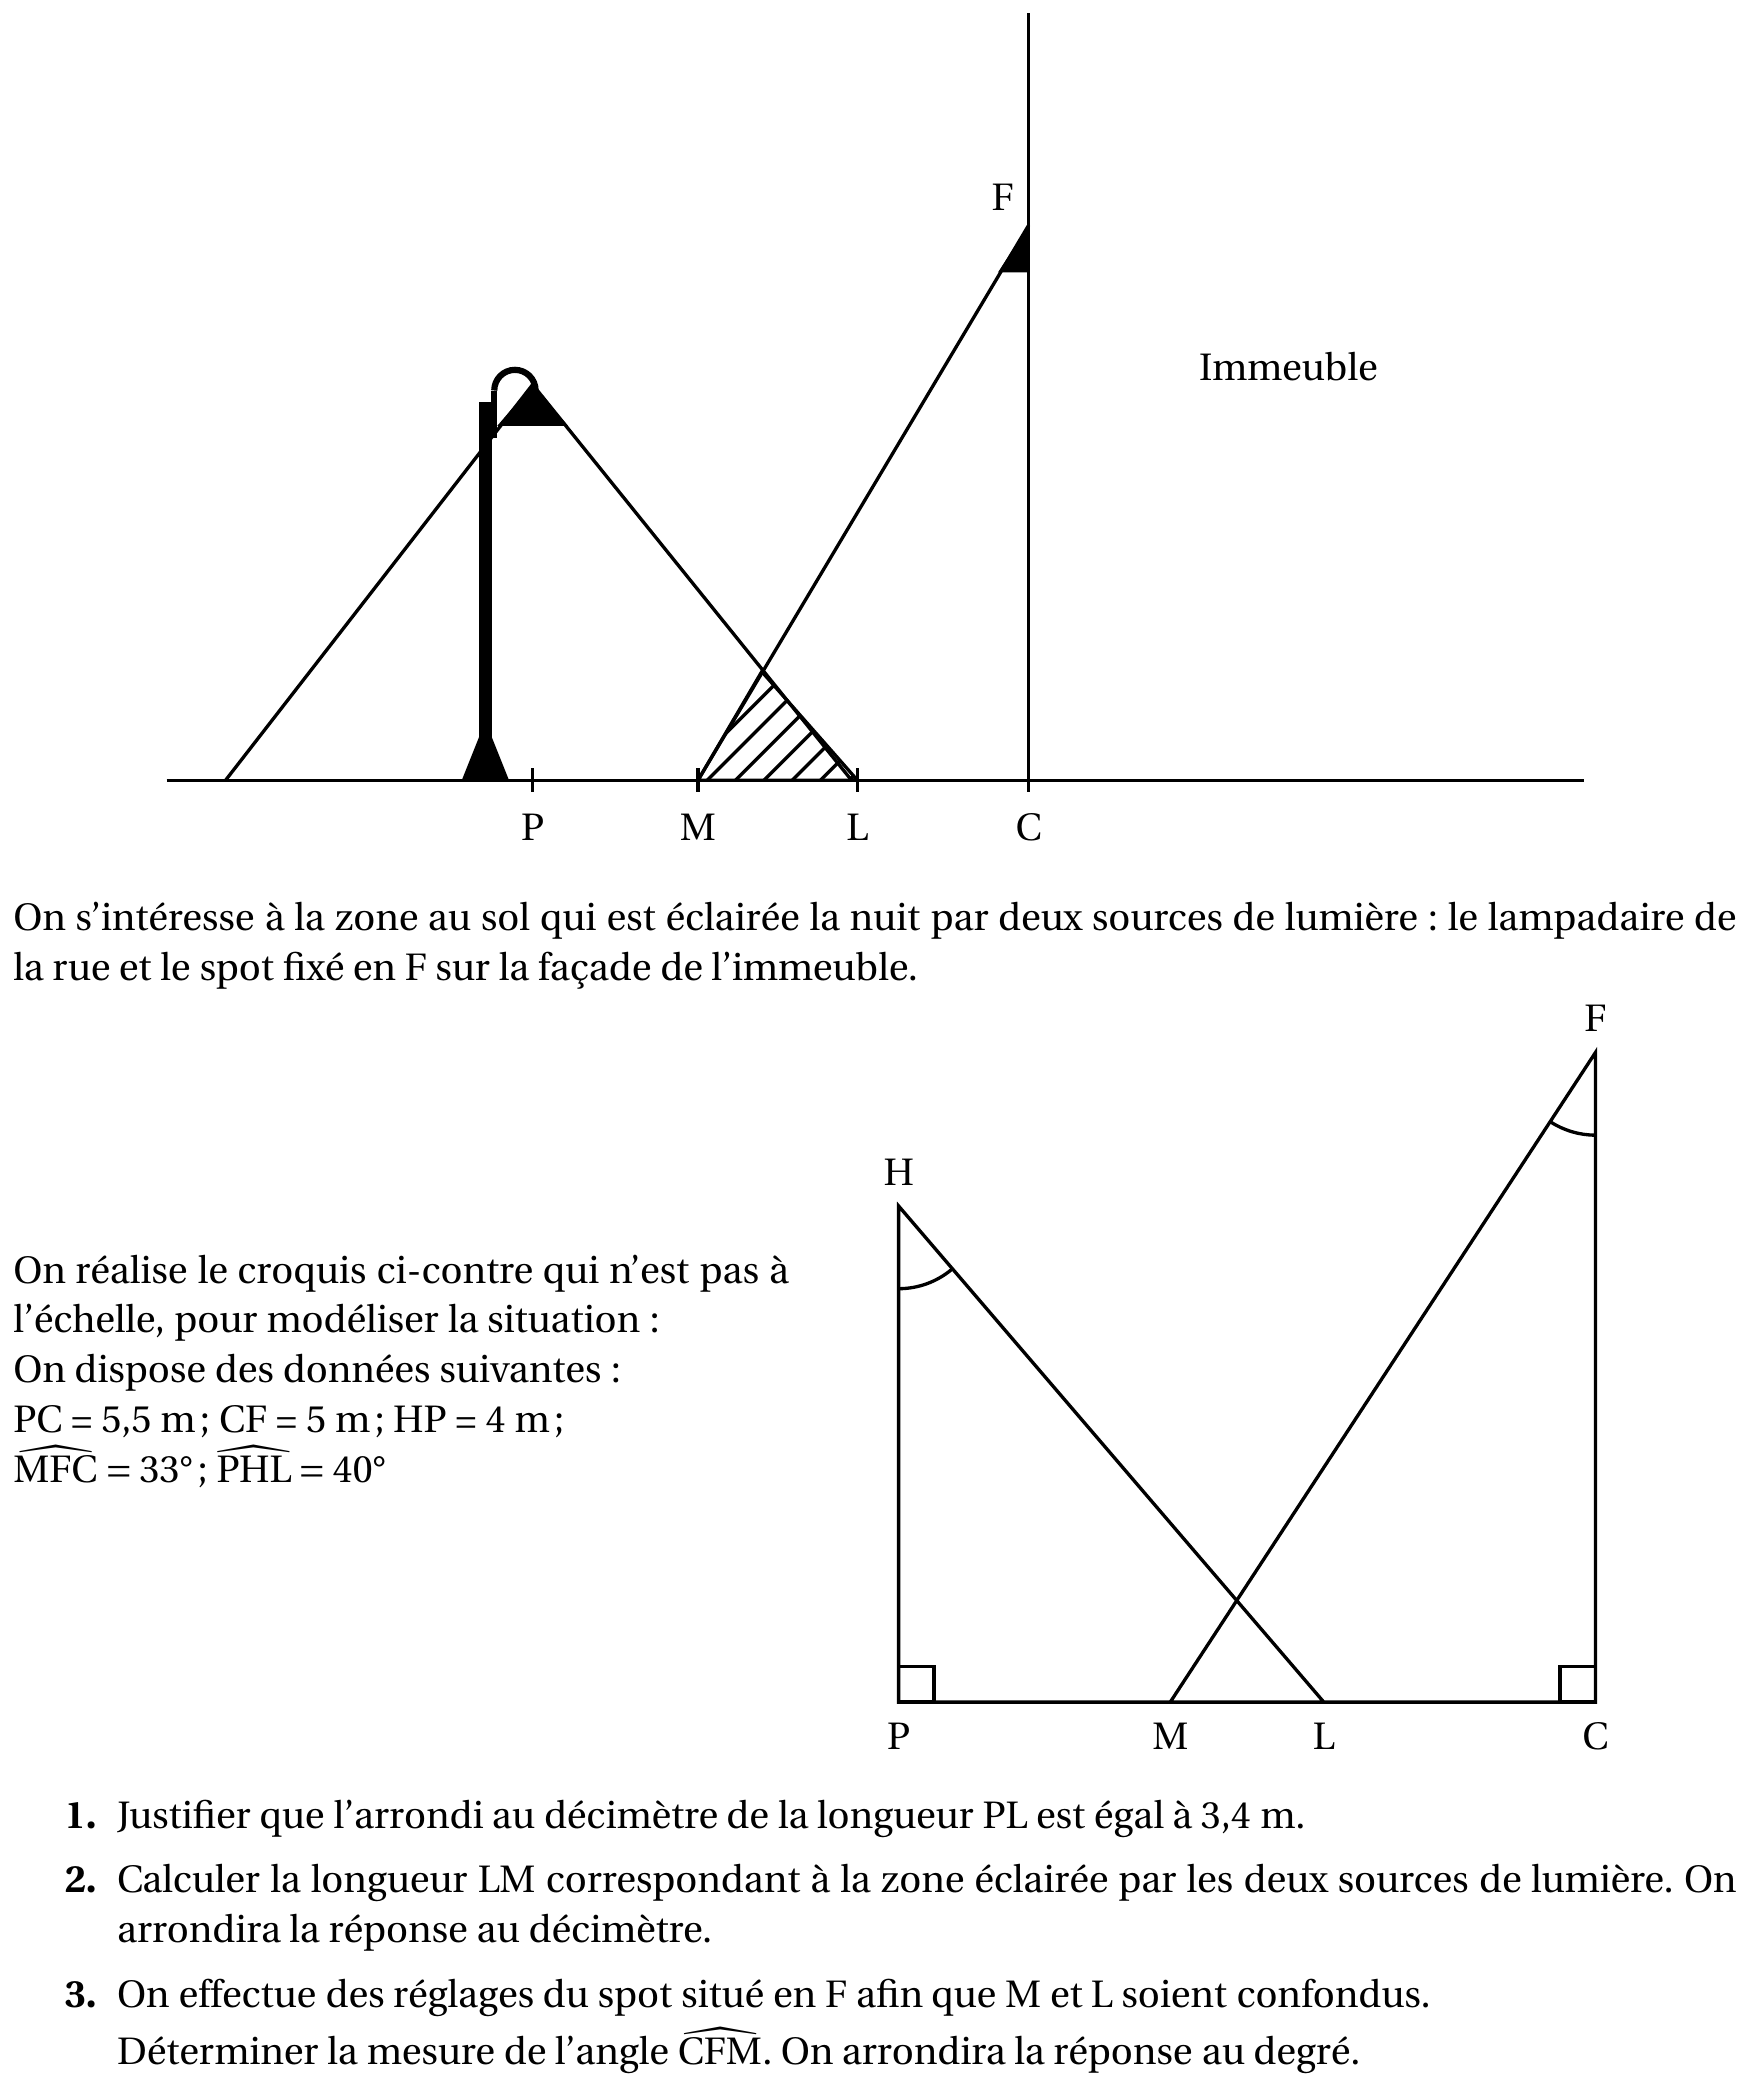 F
Immeuble
P M L C
On s’intéresse à la zone au sol qui est éclairée la nuit par deux sources de lumière : le lampadaire de
la rue et le spot fixé en F sur la façade de l’immeuble.
F
H
On réalise le croquis ci-contre qui n’est pas à
l’échelle, pour modéliser la situation :
On dispose des données suivantes :
PC = 5,5 m ; CF = 5 m ; HP = 4 m ;
$\widehat{\text{MFC}}$ = 33° ; $\widehat{\text{PHL}}$ = 40°
P M L C
1. Justifier que l’arrondi au décimètre de la longueur PL est égal à 3,4 m.
2. Calculer la longueur LM correspondant à la zone éclairée par les deux sources de lumière. On
arrondira la réponse au décimètre.
3. On effectue des réglages du spot situé en F afin que M et L soient confondus.
Déterminer la mesure de l’angle $\widehat{\text{CFM}}$. On arrondira la réponse au degré.